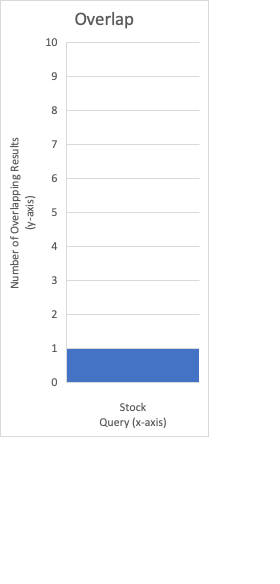 Overlap
10
9
8
7
6
5
4
3
2
1
0
Number of Overlapping Results
(y-axis)
Stock
Query (x-axis)